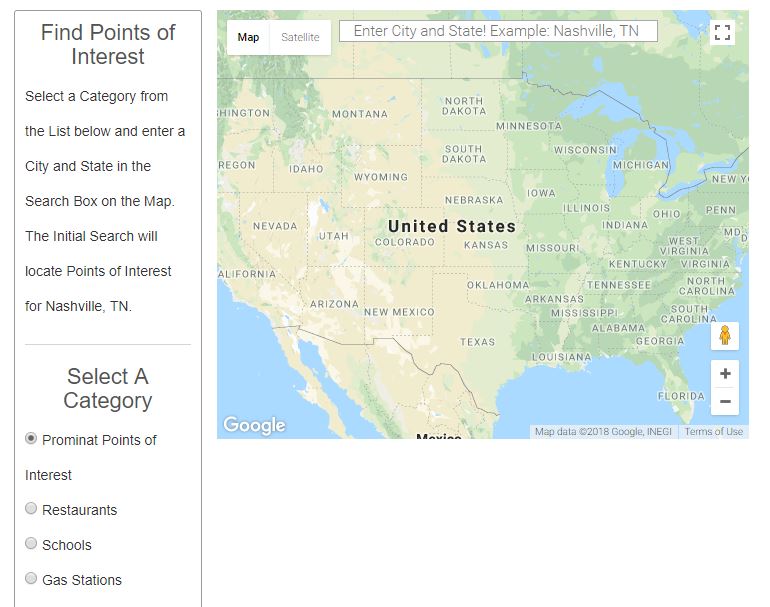 Find Points of
Interest
Select a Category from
the List below and enter a
City and State in the
Search Box on the Map.
The Initial Search will
locate Points of Interest
for Nashville, TN.
Select A
Category
Prominat Points of
Interest
Restaurants
Schools
Gas Stations
Map
Satellite
Enter City and State! Example: Nashville, TN
HINGTON
MONTANA
NORTH
DAKOTA
MINNESOTA
REGON
IDAHO
WYOMING
SOUTH
DAKOTA
WISCONSIN
MICHIGAN
NEW YO
NEBRASKA
IOWA
ILLINOIS
INDIANA
OHIO
PENN
NEVADA
UTAH
United States
COLORADO
KANSAS
MISSOURI
WEST
VIRGINIA
MD
KENTUCKY
VIRGINIA
ALIFORNIA
ARIZONA
NEW MEXICO
OKLAHOMA
ARKANSAS
TENNESSEE
NORTH
CAROLINA
MISSISSIPPI
SOUTH
CAROLINA
TEXAS
ALABAMA
GEORGIA
LOUISIANA
FLORIDA
Mexico
Google
Map data ©2018 Google, INEGI
Terms of Use